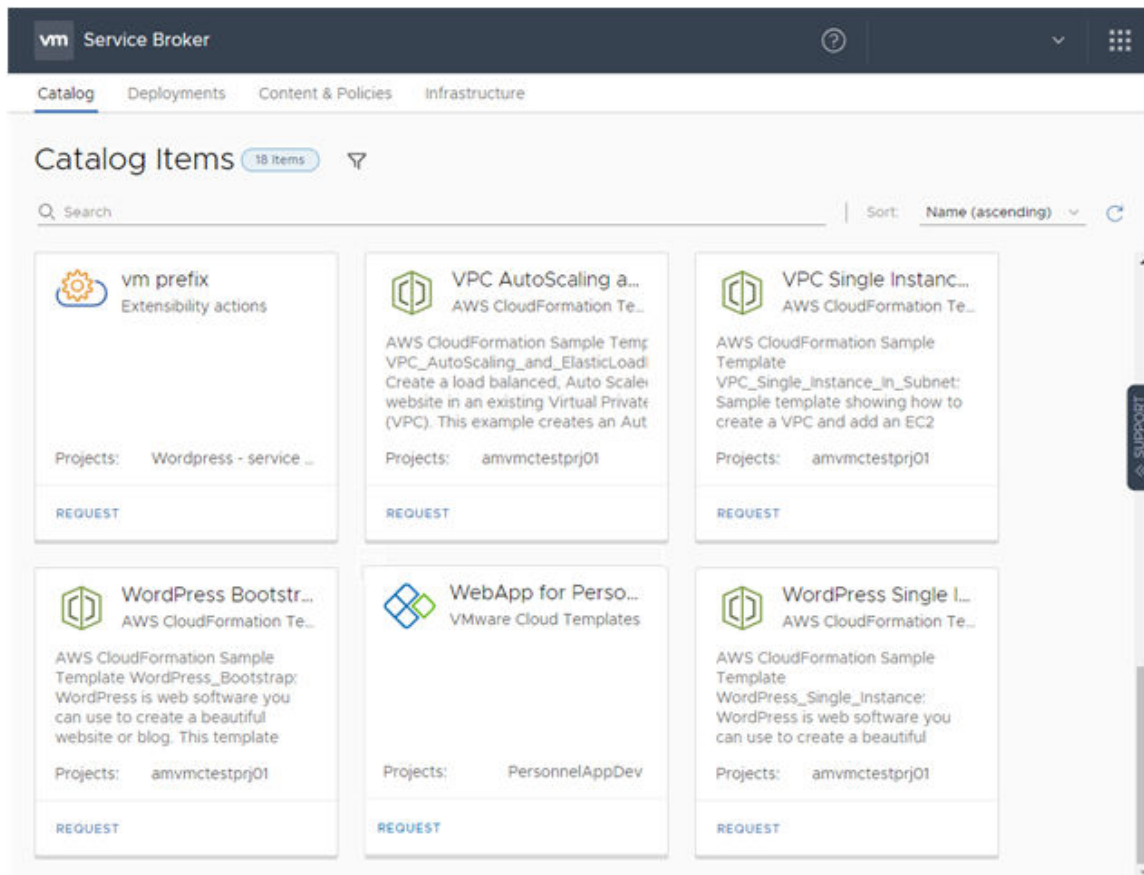 vm Service Broker
Catalog Deployments Content & Policies Infrastructure
Catalog Items 18 Items
Search Sort: Name (ascending)
vm prefix
Extensibility actions
Projects: Wordpress - service ...
REQUEST
VPC AutoScaling a...
AWS CloudFormation Te...
AWS CloudFormation Sample Temp
VPC_AutoScaling_and_ElasticLoadI
Create a load balanced, Auto Scale
website in an existing Virtual Private
(VPC). This example creates an Aut
Projects: amvmctestprj01
REQUEST
VPC Single Instanc...
AWS CloudFormation Te...
AWS CloudFormation Sample
Template
VPC_Single_Instance_In_Subnet:
Sample template showing how to
create a VPC and add an EC2
Projects: amvmctestprj01
REQUEST
SUPPORT
WordPress Bootstr...
AWS CloudFormation Te...
AWS CloudFormation Sample
Template WordPress_Bootstrap:
WordPress is web software you
can use to create a beautiful
website or blog. This template
Projects: amvmctestprj01
REQUEST
WebApp for Perso...
VMware Cloud Templates
Projects: PersonnelAppDev
REQUEST
WordPress Single I...
AWS CloudFormation Te...
AWS CloudFormation Sample
Template
WordPress_Single_Instance:
WordPress is web software you
can use to create a beautiful
Projects: amvmctestprj01
REQUEST